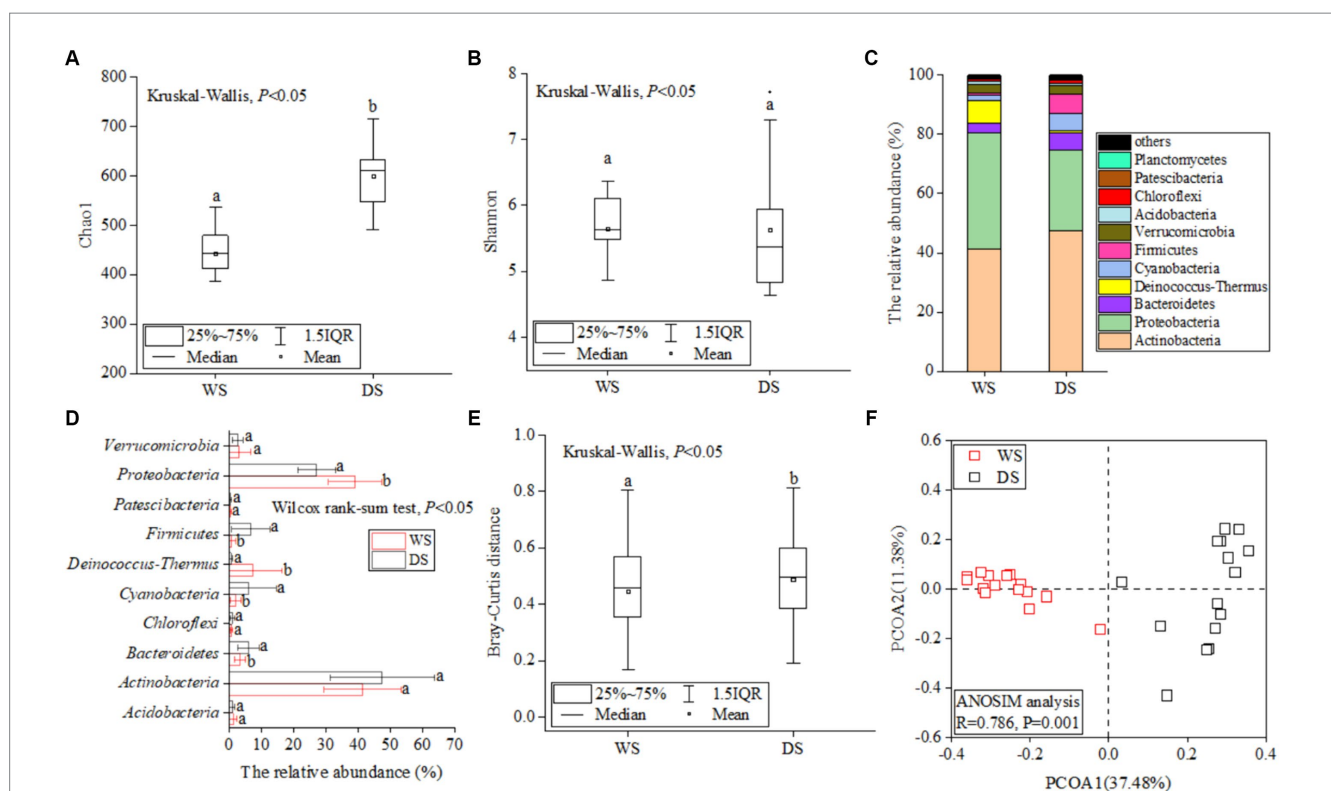 A
Chao1
800
700
600
500
400
300
200
Kruskal-Wallis, P<0.05
a
b
25%~75% 1.5IQR
Median Mean
WS DS
B
Shannon
8
7
6
5
4
Kruskal-Wallis, P<0.05
a
a
25%~75% 1.5IQR
Median Mean
WS DS
C
The relative abundance (%)
100
80
60
40
20
0
WS DS
others
Planctomycetes
Patescibacteria
Chloroflexi
Acidobacteria
Verrucomicrobia
Firmicutes
Cyanobacteria
Deinococcus-Thermus
Bacteroidetes
Proteobacteria
Actinobacteria
D
Verrucomicrobia a
a
Proteobacteria a
b
Patescibacteria a
a
Wilcox rank-sum test, P<0.05
Firmicutes a
b
WS
DS
Deinococcus-Thermus a
b
Cyanobacteria a
b
Chloroflexi a
a
Bacteroidetes a
b
Actinobacteria a
a
Acidobacteria a
a
0 10 20 30 40 50 60 70
The relative abundance (%)
E
Bray-Curtis distance
1.0
0.8
0.6
0.4
0.2
0.0
Kruskal-Wallis, P<0.05
a
b
25%~75% 1.5IQR
Median Mean
WS DS
F
PCOA2(11.38%)
0.6
0.4
0.2
0.0
-0.2
-0.4
-0.6
WS
DS
ANOSIM analysis
R=0.786, P=0.001
-0.4 -0.2 0.0 0.2 0.4
PCOA1(37.48%)